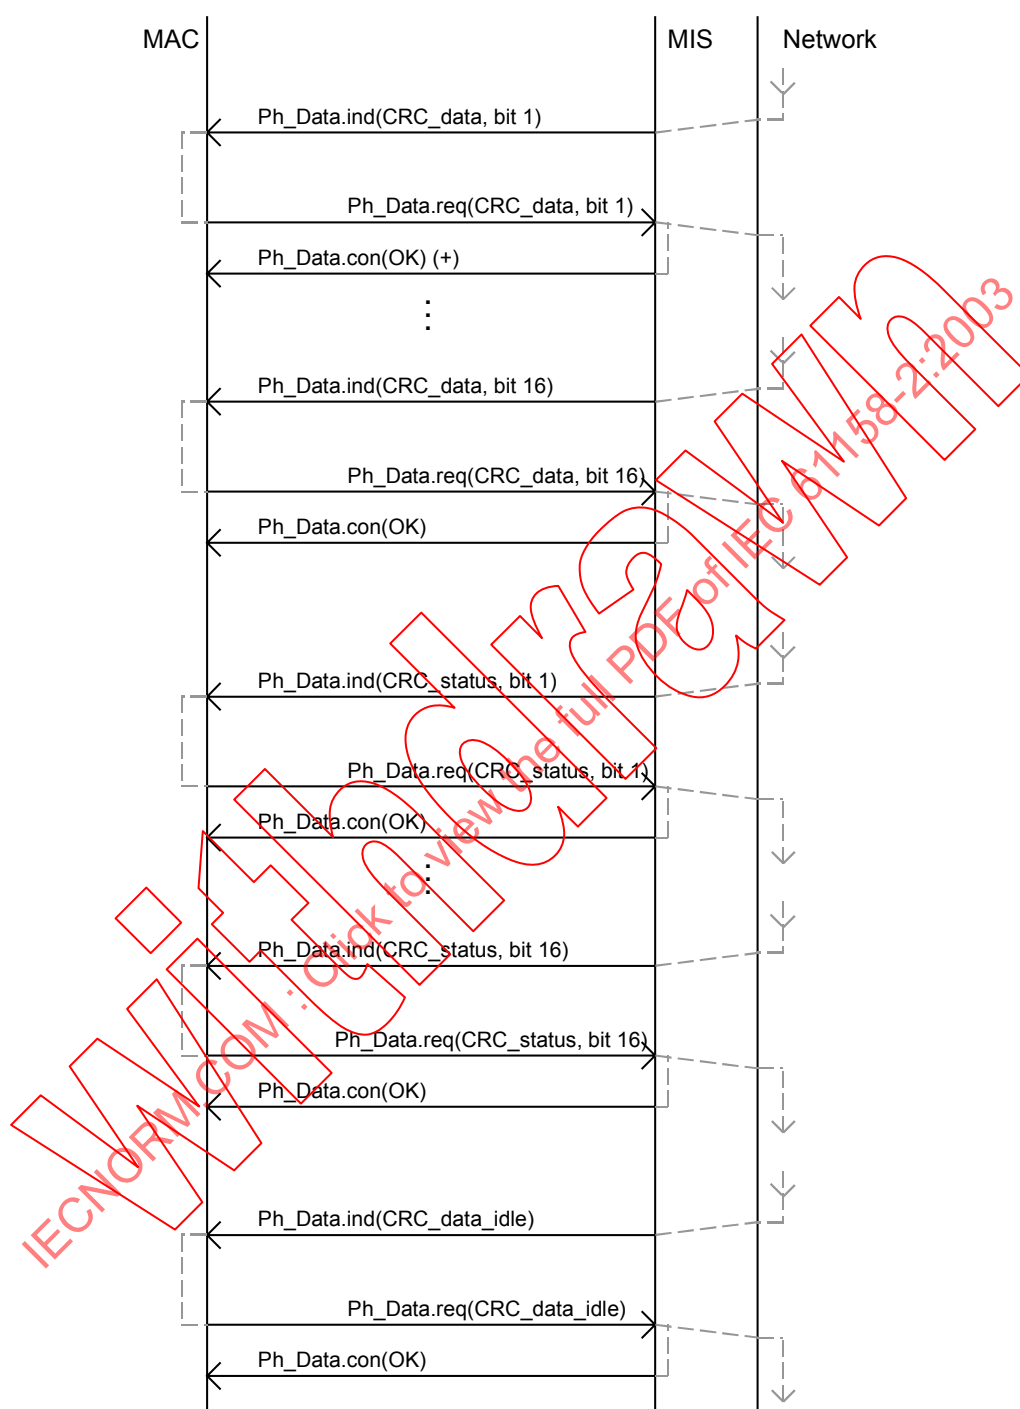 MAC MIS Network
Ph_Data.ind(CRC_data, bit 1)
Ph_Data.req(CRC_data, bit 1)
Ph_Data.con(OK) (+)
Ph_Data.ind(CRC_data, bit 16)
Ph_Data.req(CRC_data, bit 16)
Ph_Data.con(OK)
Ph_Data.ind(CRC_status, bit 1)
Ph_Data.req(CRC_status, bit 1)
Ph_Data.con(OK)
Ph_Data.ind(CRC_status, bit 16)
Ph_Data.req(CRC_status, bit 16)
Ph_Data.con(OK)
Ph_Data.ind(CRC_data_idle)
Ph_Data.req(CRC_data_idle)
Ph_Data.con(OK)
Withdrawn
IECNORM.COM : Click to view the full PDF of IEC 61158-2:2003